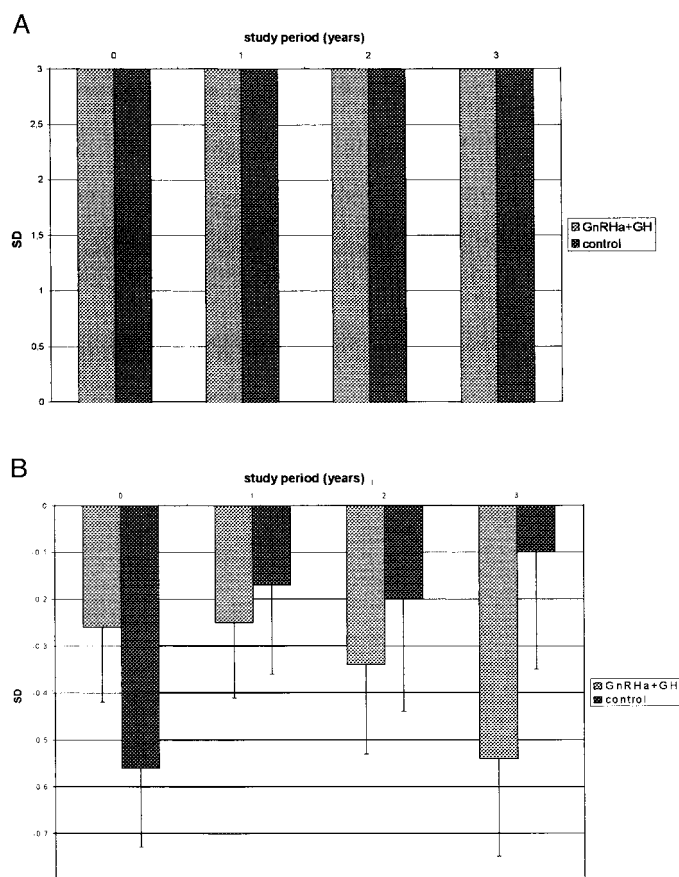 A
study period (years)
0 1 2 3
3
2.5
2
1.5
1
0.5
0
SD
GnRHa+GH
control
B
study period (years)
0 1 2 3
0
-0.1
-0.2
-0.3
-0.4
-0.5
-0.6
-0.7
SD
GnRHa+GH
control